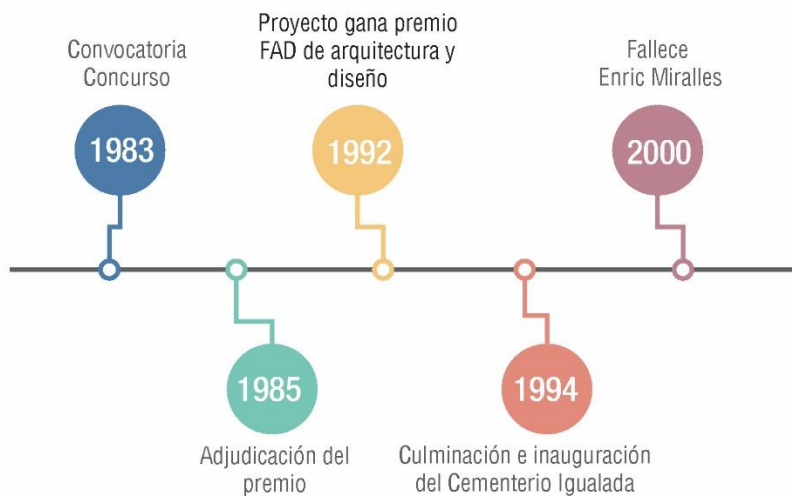 Convocatoria
Concurso
1983
Proyecto gana premio
FAD de arquitectura y
diseño
1992
Fallece
Enric Miralles
2000
1985
Adjudicación del
premio
1994
Culminación e inauguración
del Cementerio Igualada